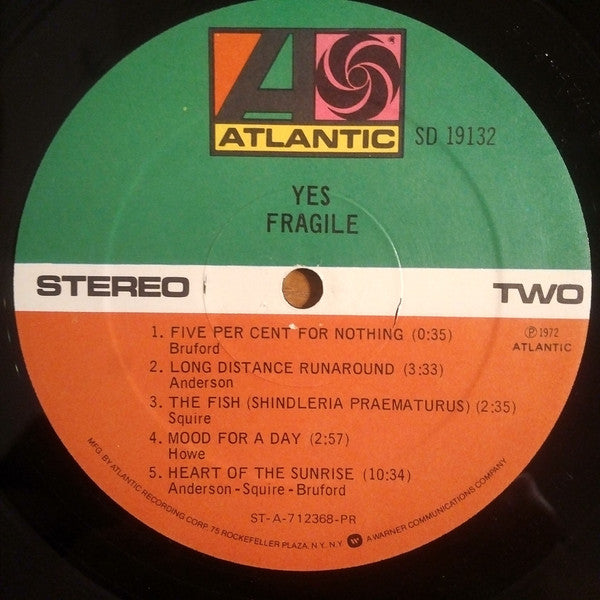 ATLANTIC
SD 19132
YES
FRAGILE
STEREO
TWO
1. FIVE PER CENT FOR NOTHING (0:35)
Bruford
℗1972
ATLANTIC
2. LONG DISTANCE RUNAROUND (3:33)
Anderson
3. THE FISH (SHINDLERIA PRAEMATURUS) (2:35)
Squire
4. MOOD FOR A DAY (2:57)
Howe
5. HEART OF THE SUNRISE (10:34)
Anderson-Squire-Bruford
ST-A-712368-PR
MFG. BY ATLANTIC RECORDING CORP. 75 ROCKEFELLER PLAZA, N.Y. N.Y. A WARNER COMMUNICATIONS COMPANY